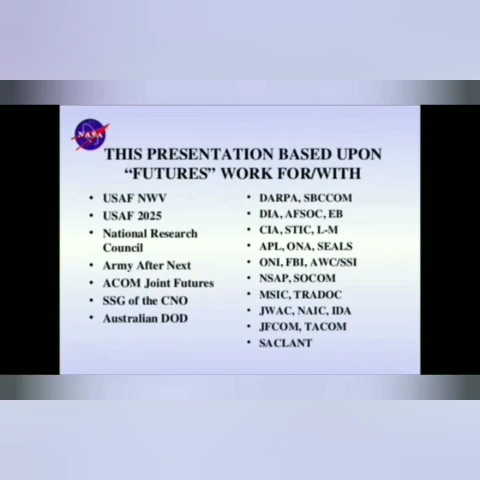 NASA
THIS PRESENTATION BASED UPON
“FUTURES” WORK FOR/WITH
• USAF NWV
• USAF 2025
• National Research
Council
• Army After Next
• ACOM Joint Futures
• SSG of the CNO
• Australian DOD
• DARPA, SBCCOM
• DIA, AFSOC, EB
• CIA, STIC, L-M
• APL, ONA, SEALS
• ONI, FBI, AWC/SSI
• NSAP, SOCOM
• MSIC, TRADOC
• JWAC, NAIC, IDA
• JFCOM, TACOM
• SACLANT